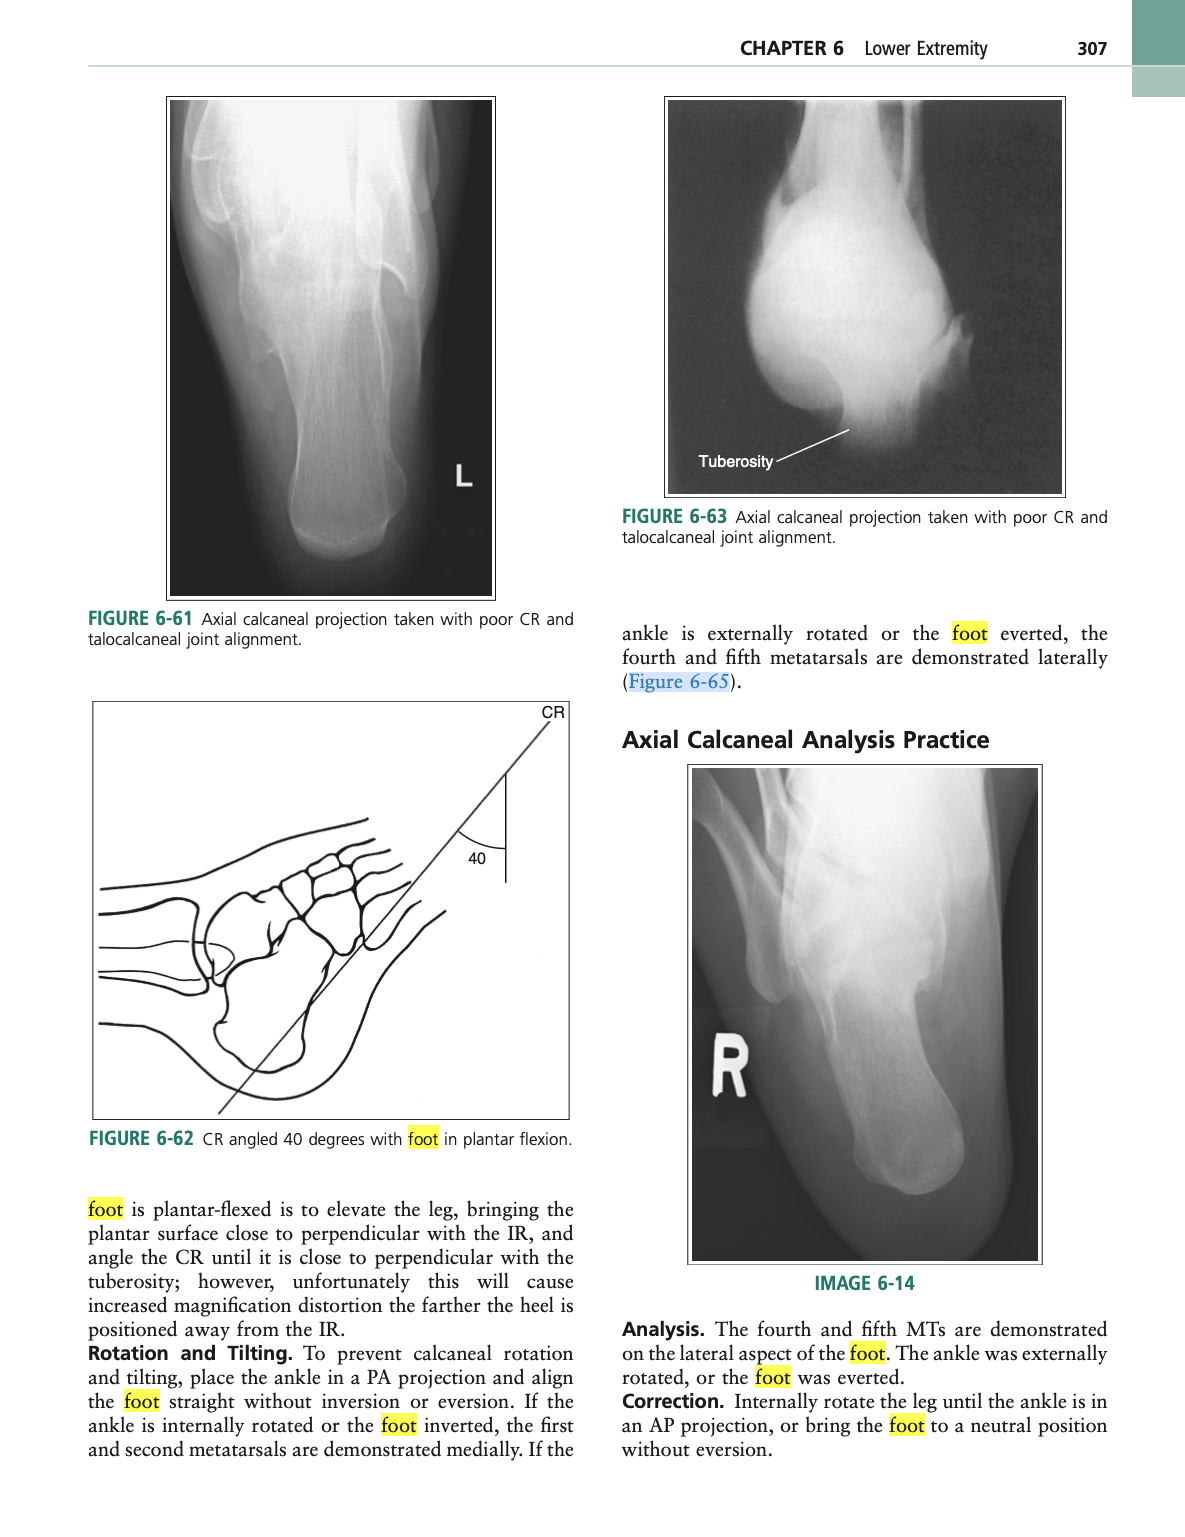 CHAPTER 6 Lower Extremity 307
L
FIGURE 6-61 Axial calcaneal projection taken with poor CR and
talocalcaneal joint alignment.
CR
40
FIGURE 6-62 CR angled 40 degrees with foot in plantar flexion.
foot is plantar-flexed is to elevate the leg, bringing the
plantar surface close to perpendicular with the IR, and
angle the CR until it is close to perpendicular with the
tuberosity; however, unfortunately this will cause
increased magnification distortion the farther the heel is
positioned away from the IR.
Rotation and Tilting. To prevent calcaneal rotation
and tilting, place the ankle in a PA projection and align
the foot straight without inversion or eversion. If the
ankle is internally rotated or the foot inverted, the first
and second metatarsals are demonstrated medially. If the
Tuberosity
FIGURE 6-63 Axial calcaneal projection taken with poor CR and
talocalcaneal joint alignment.
ankle is externally rotated or the foot everted, the
fourth and fifth metatarsals are demonstrated laterally
(Figure 6-65).
Axial Calcaneal Analysis Practice
R
IMAGE 6-14
Analysis. The fourth and fifth MTs are demonstrated
on the lateral aspect of the foot. The ankle was externally
rotated, or the foot was everted.
Correction. Internally rotate the leg until the ankle is in
an AP projection, or bring the foot to a neutral position
without eversion.